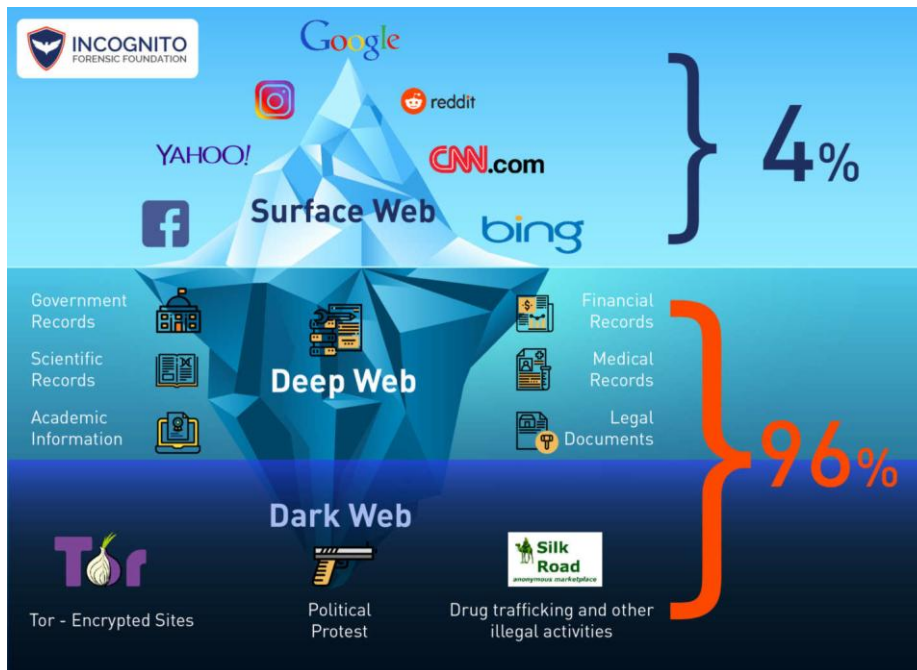 INCOGNITO
FORENSIC FOUNDATION
Google
reddit
YAHOO!
CNN.com
Surface Web
bing
4%
Government
Records
Scientific
Records
Academic
Information
Deep Web
Financial
Records
Medical
Records
Legal
Documents
96%
Dark Web
Tor
Tor - Encrypted Sites
Political
Protest
Silk
Road
anonymous marketplace
Drug trafficking and other
illegal activities